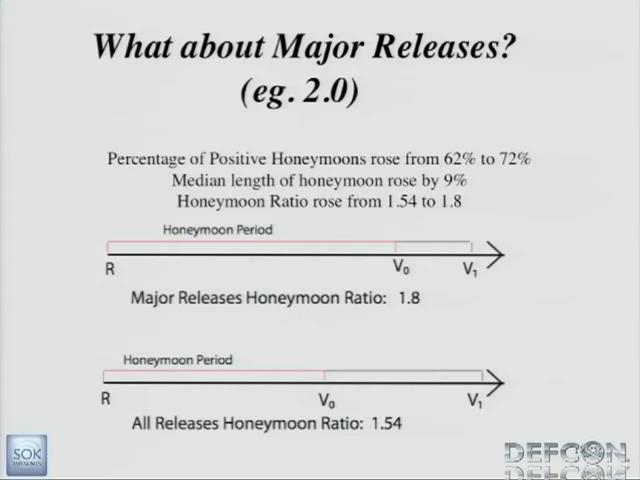 What about Major Releases?
(eg. 2.0)
Percentage of Positive Honeymoons rose from 62% to 72%
Median length of honeymoon rose by 9%
Honeymoon Ratio rose from 1.54 to 1.8
Honeymoon Period
R V₀ V₁
Major Releases Honeymoon Ratio: 1.8
Honeymoon Period
R V₀ V₁
All Releases Honeymoon Ratio: 1.54
SOK
DEFCON